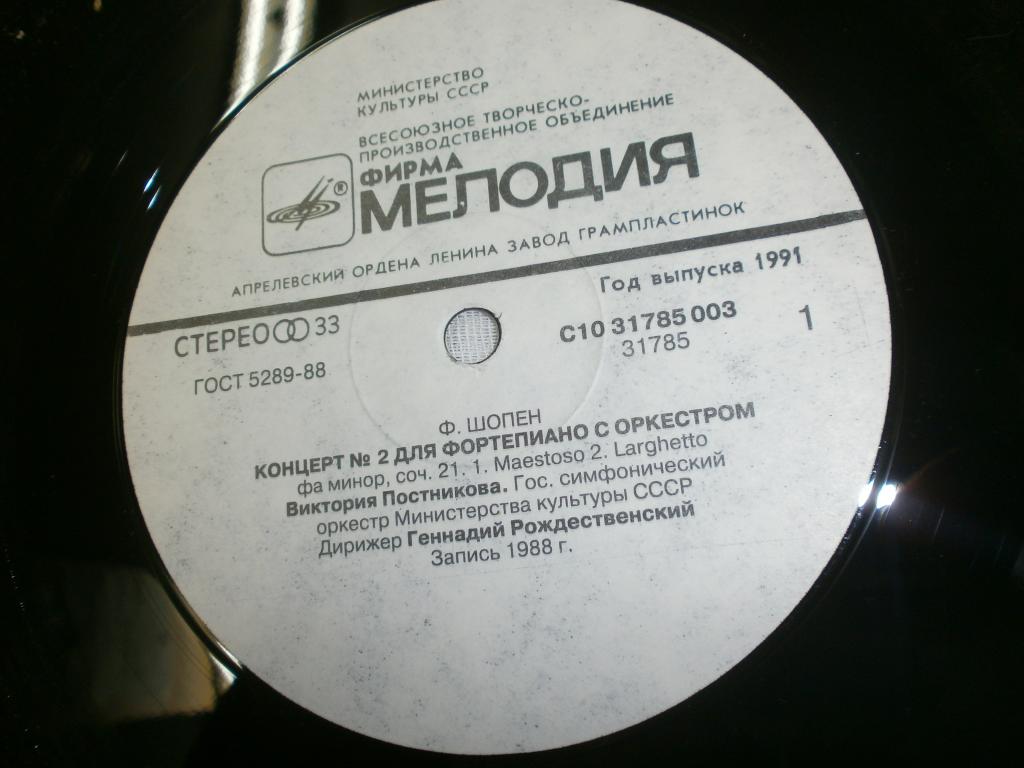 МИНИСТЕРСТВО
КУЛЬТУРЫ СССР
ВСЕСОЮЗНОЕ ТВОРЧЕСКО-
ПРОИЗВОДСТВЕННОЕ ОБЪЕДИНЕНИЕ
ФИРМА
®
МЕЛОДИЯ
АПРЕЛЕВСКИЙ ОРДЕНА ЛЕНИНА ЗАВОД ГРАМПЛАСТИНОК
Год выпуска 1991
СТЕРЕО 33
С10 31785 003
1
31785
ГОСТ 5289-88
Ф. ШОПЕН
КОНЦЕРТ № 2 ДЛЯ ФОРТЕПИАНО С ОРКЕСТРОМ
фа минор, соч. 21. 1. Maestoso 2. Larghetto
Виктория Постникова. Гос. симфонический
оркестр Министерства культуры СССР
Дирижер Геннадий Рождественский
Запись 1988 г.